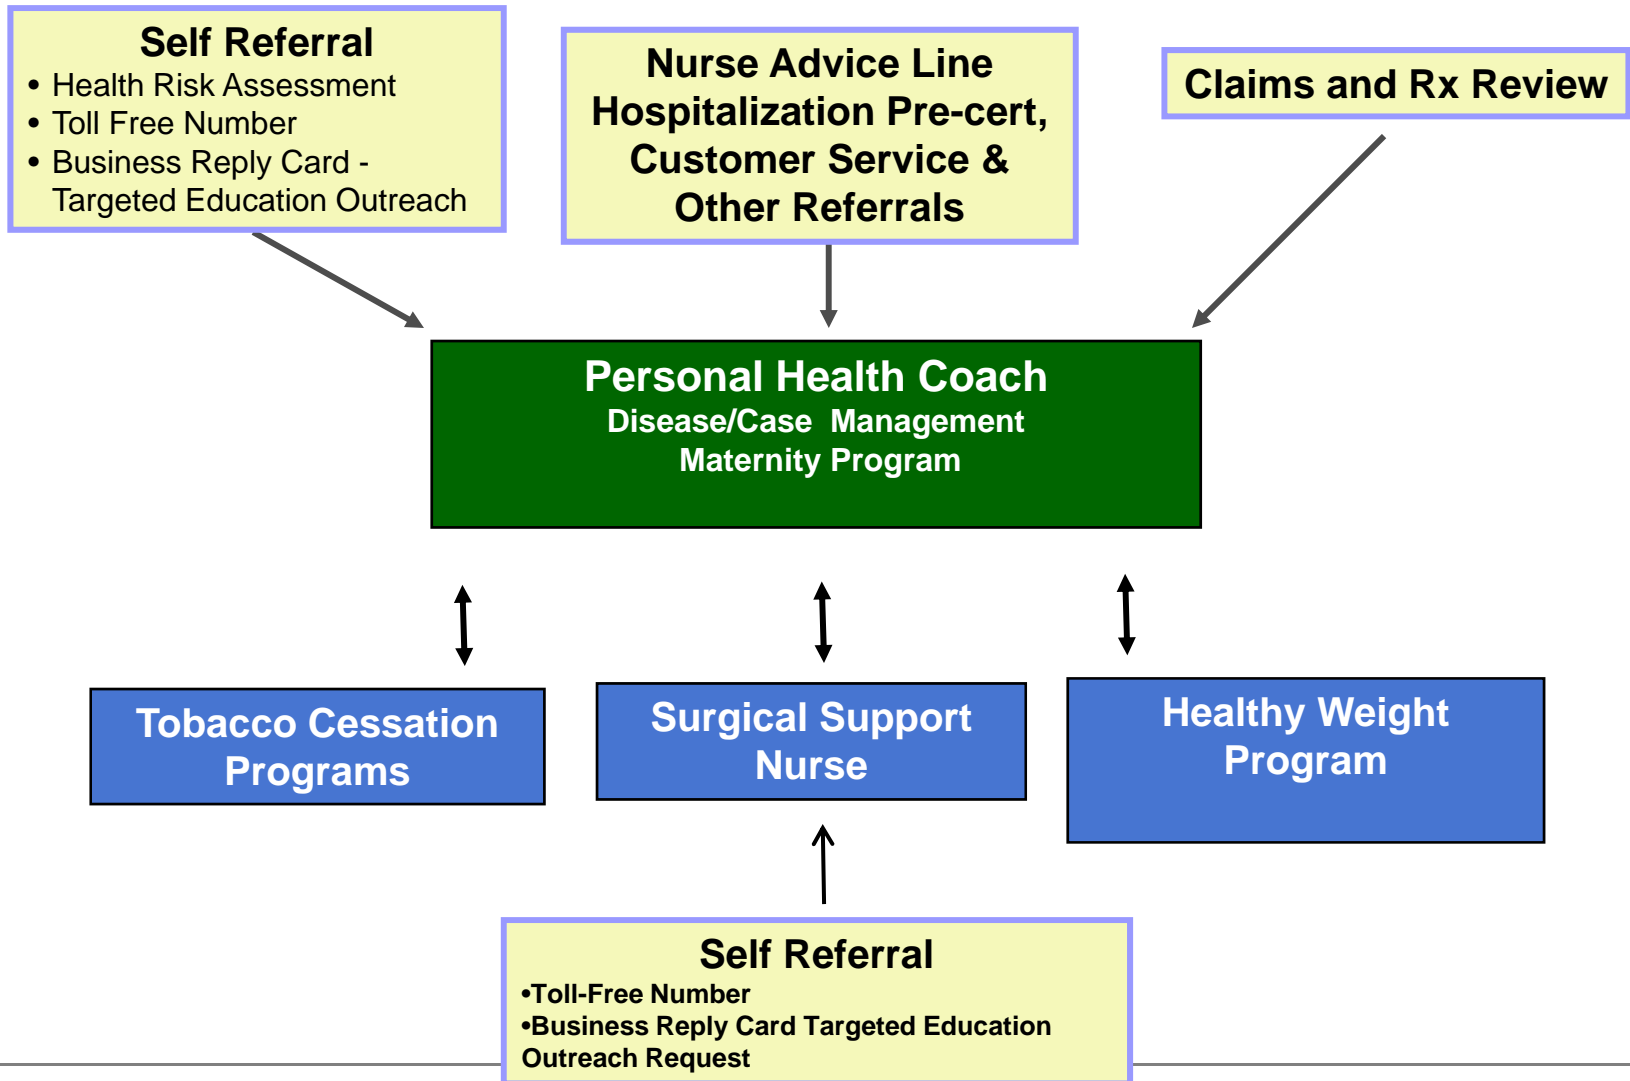 Self Referral
• Health Risk Assessment
• Toll Free Number
• Business Reply Card -
Targeted Education Outreach
Nurse Advice Line
Hospitalization Pre-cert,
Customer Service &
Other Referrals
Claims and Rx Review
Personal Health Coach
Disease/Case Management
Maternity Program
Tobacco Cessation
Programs
Surgical Support
Nurse
Healthy Weight
Program
Self Referral
•Toll-Free Number
•Business Reply Card Targeted Education
Outreach Request